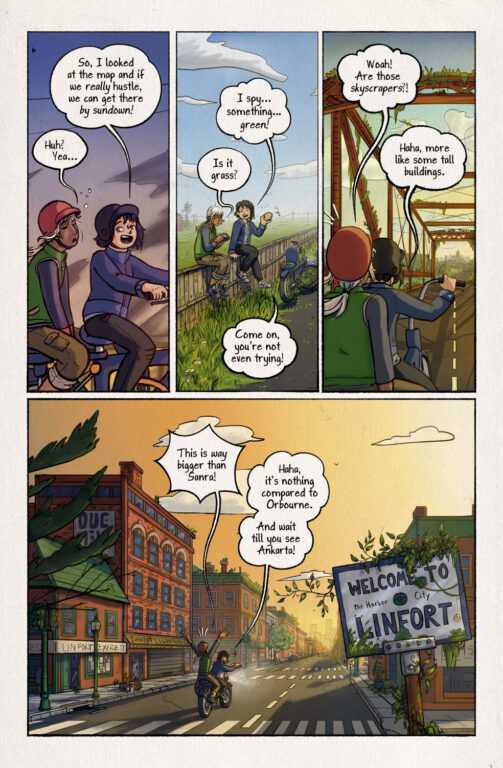 So, I looked
at the map and if
we really hustle,
we can get there
by sundown!
Huh?
Yea...
I spy...
something...
green!
Is it
grass?
Come on,
you're not
even trying!
Woah!
Are those
skyscrapers?!
Haha, more
like some tall
buildings.
This is way
bigger than
Sanra!
Haha,
it's nothing
compared to
Orbourne.
And wait
till you see
Ankarta!
LINFORT EXPRESS
WELCOME TO
The Harbor City
LINFORT